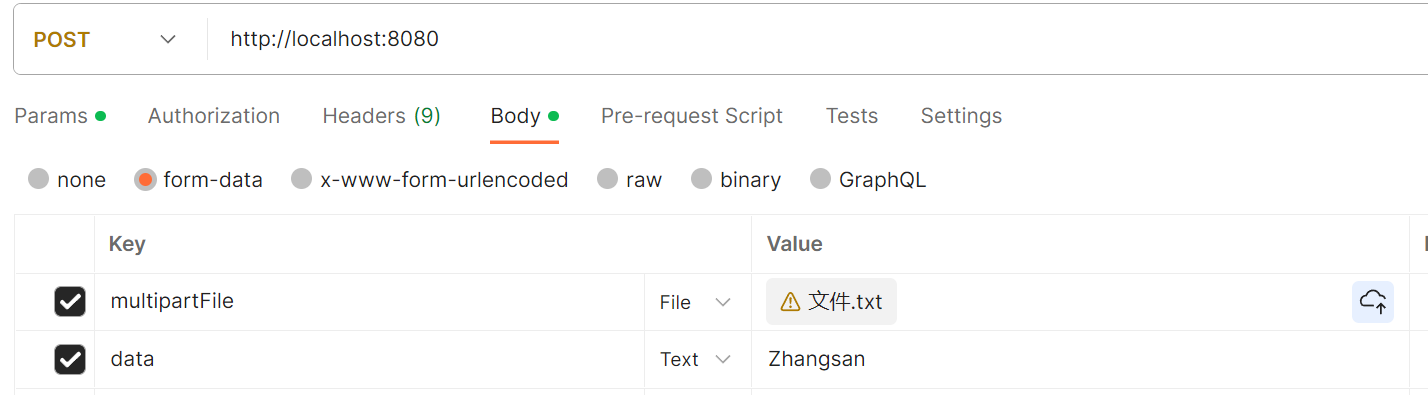 POST http://localhost:8080
Params Authorization Headers (9) Body Pre-request Script Tests Settings
none form-data x-www-form-urlencoded raw binary GraphQL
Key Value
multipartFile File 文件.txt
data Text Zhangsan